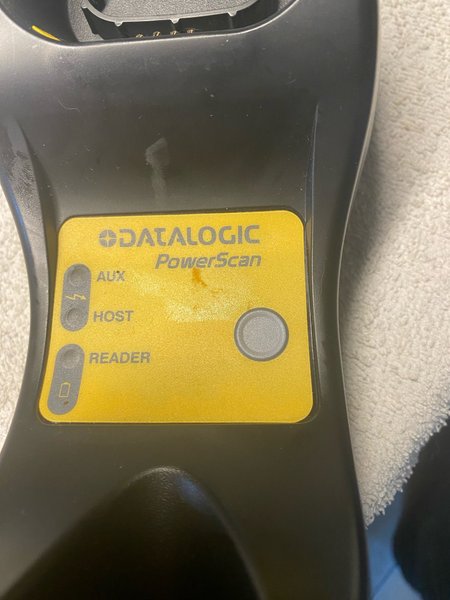 DATALOGIC
PowerScan
AUX
HOST
READER